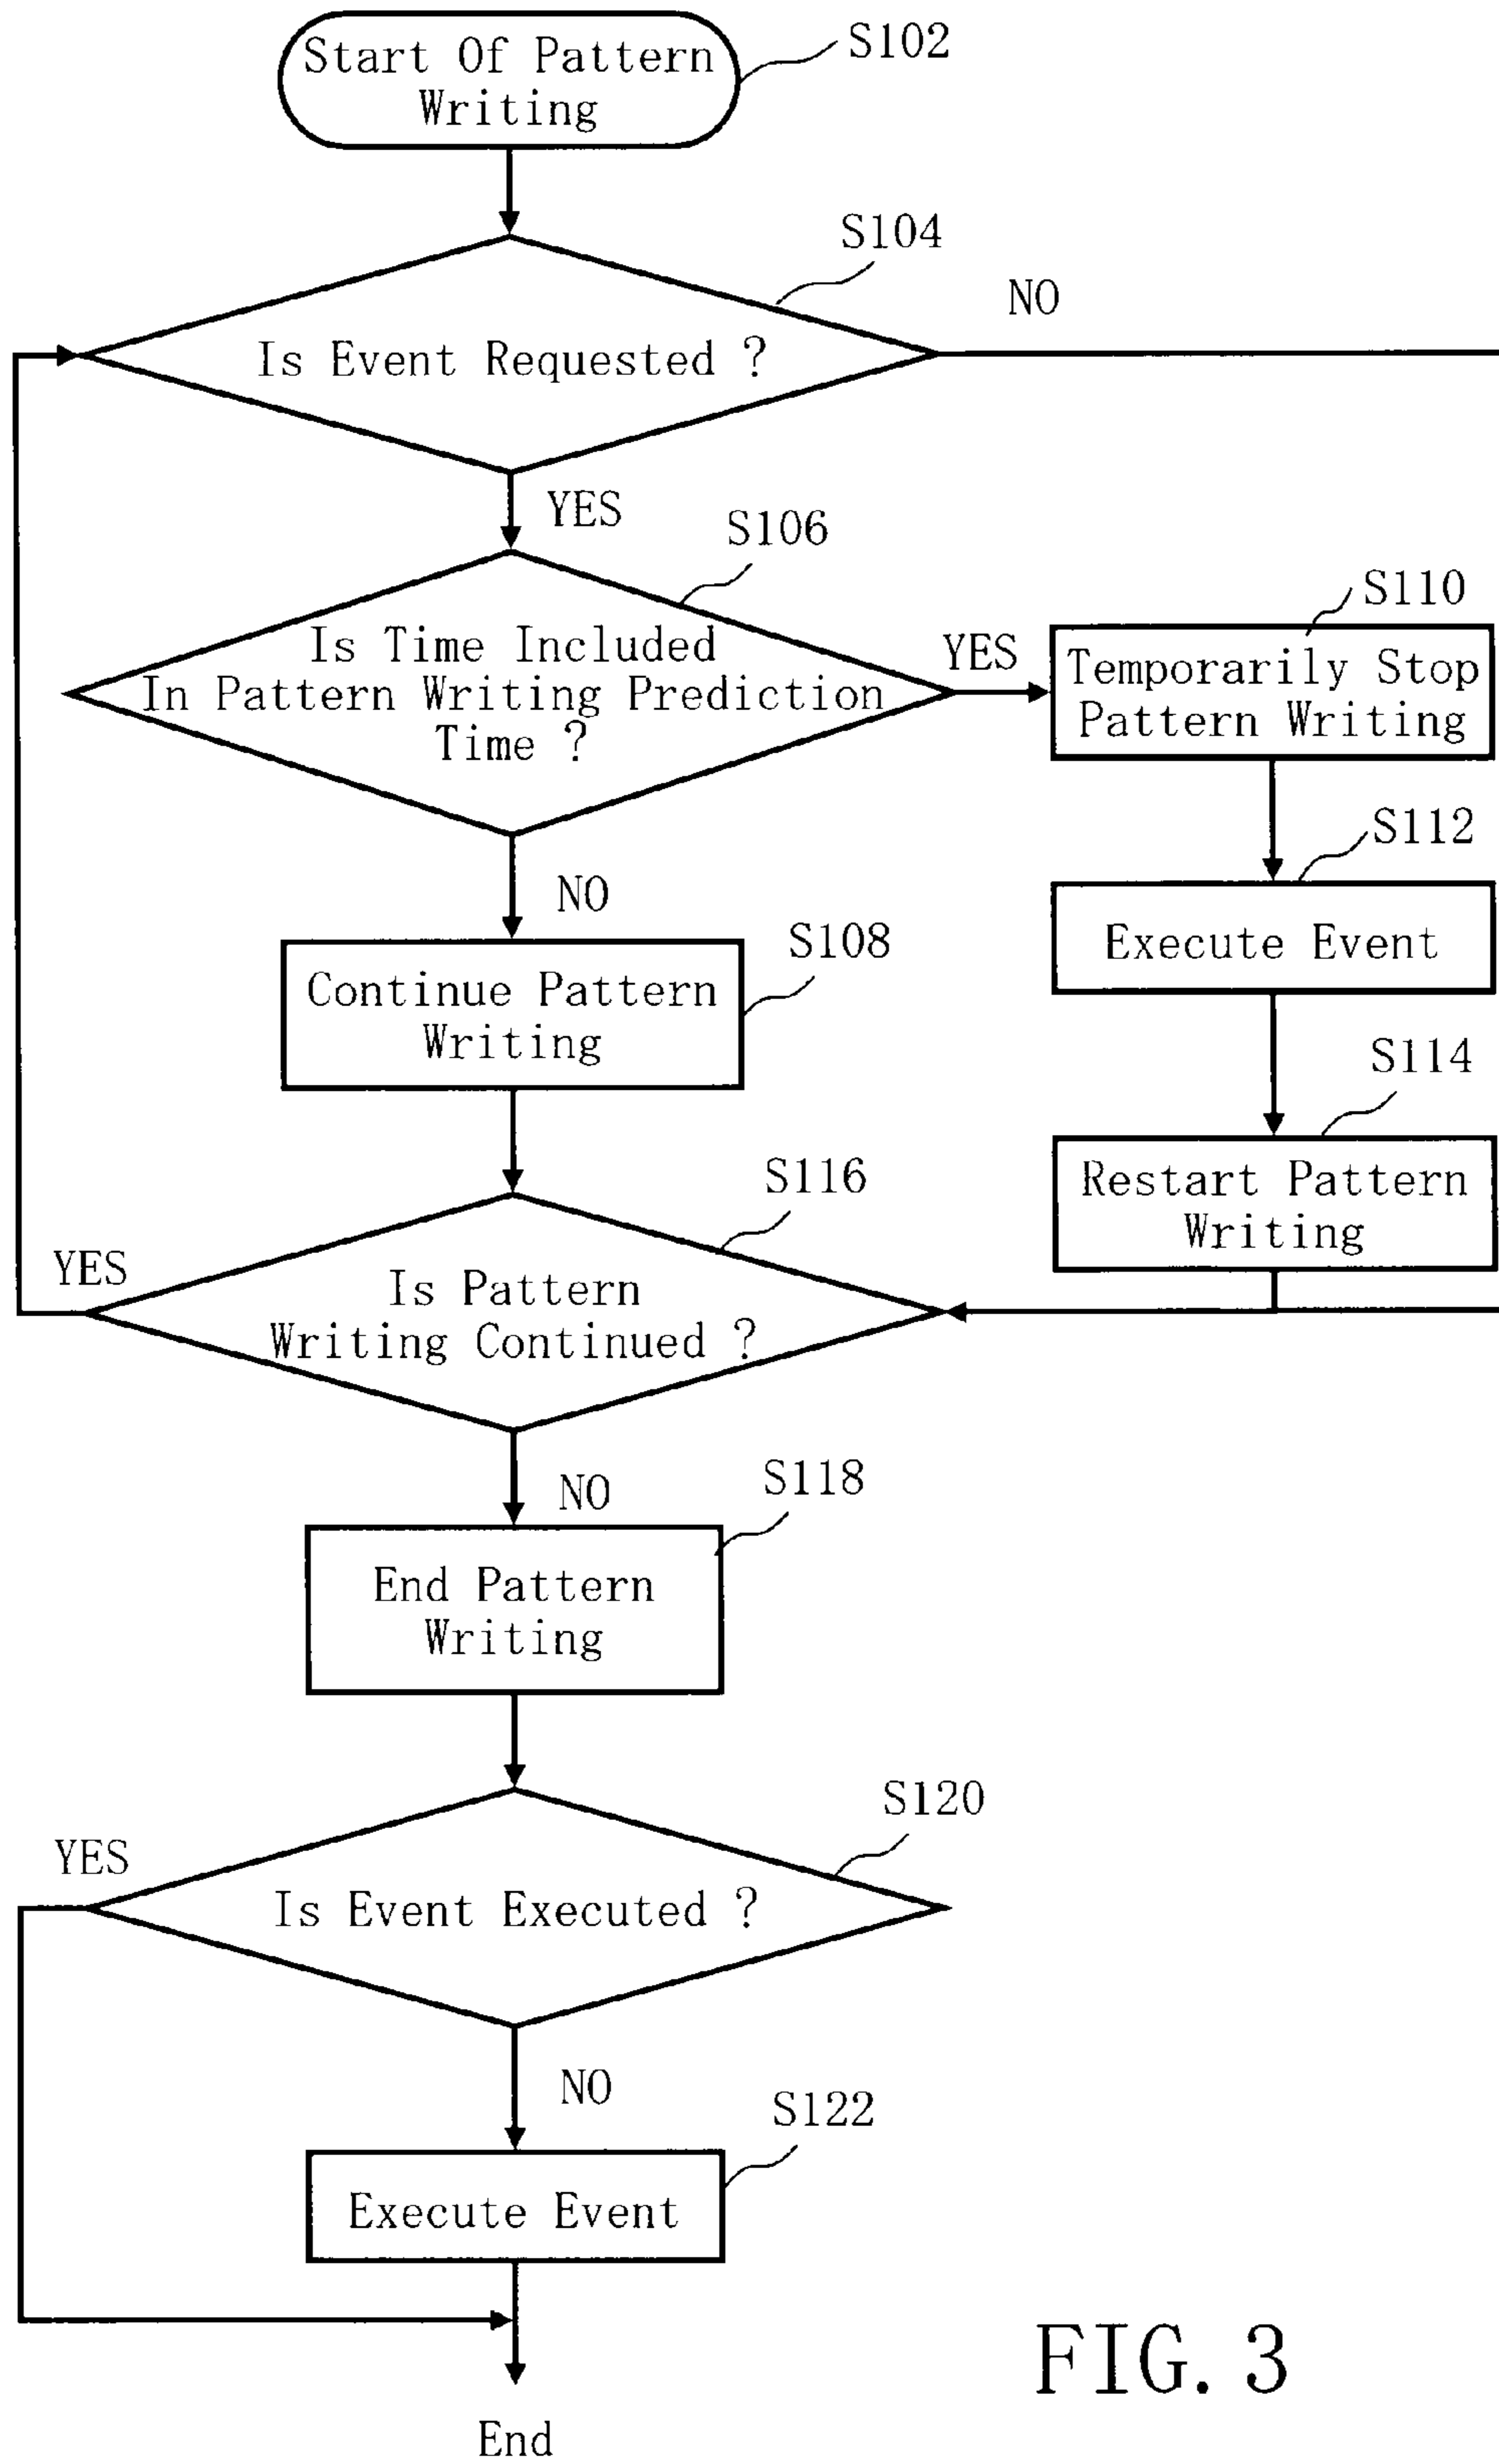 Start Of Pattern
Writing
S102
S104
NO
Is Event Requested ?
YES
S106
Is Time Included
In Pattern Writing Prediction
Time ?
YES
S110
Temporarily Stop
Pattern Writing
S112
Execute Event
NO
S108
Continue Pattern
Writing
S114
Restart Pattern
Writing
S116
YES
Is Pattern
Writing Continued ?
NO
S118
End Pattern
Writing
S120
YES
Is Event Executed ?
NO
S122
Execute Event
End
FIG. 3